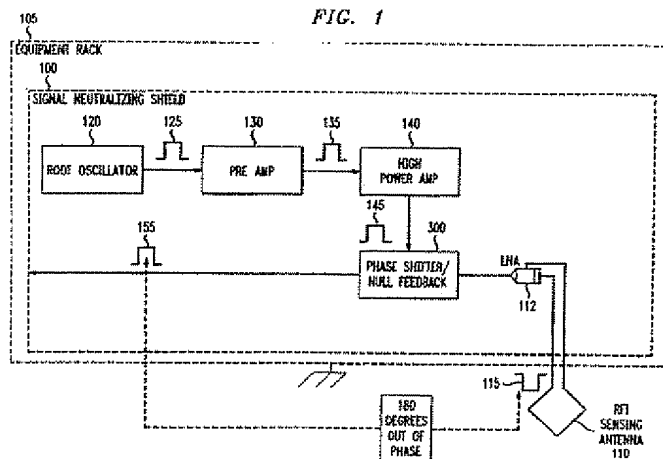 FIG. 1
105
EQUIPMENT RACK
100
SIGNAL NEUTRALIZING SHIELD
120
125
130
135
140
ROOT OSCILLATOR
PRE AMP
HIGH
POWER AMP
155
145
300
PHASE SHIFTER/
NULL FEEDBACK
LNA
112
115
180
DEGREES
OUT OF
PHASE
RFI
SENSING
ANTENNA
110